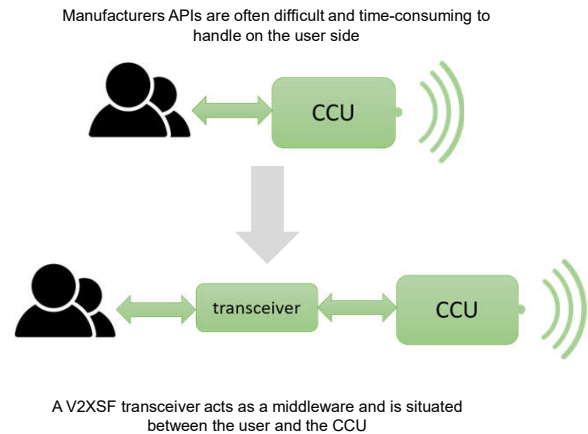 Manufacturers APIs are often difficult and time-consuming to
handle on the user side
CCU
transceiver
CCU
A V2XSF transceiver acts as a middleware and is situated
between the user and the CCU